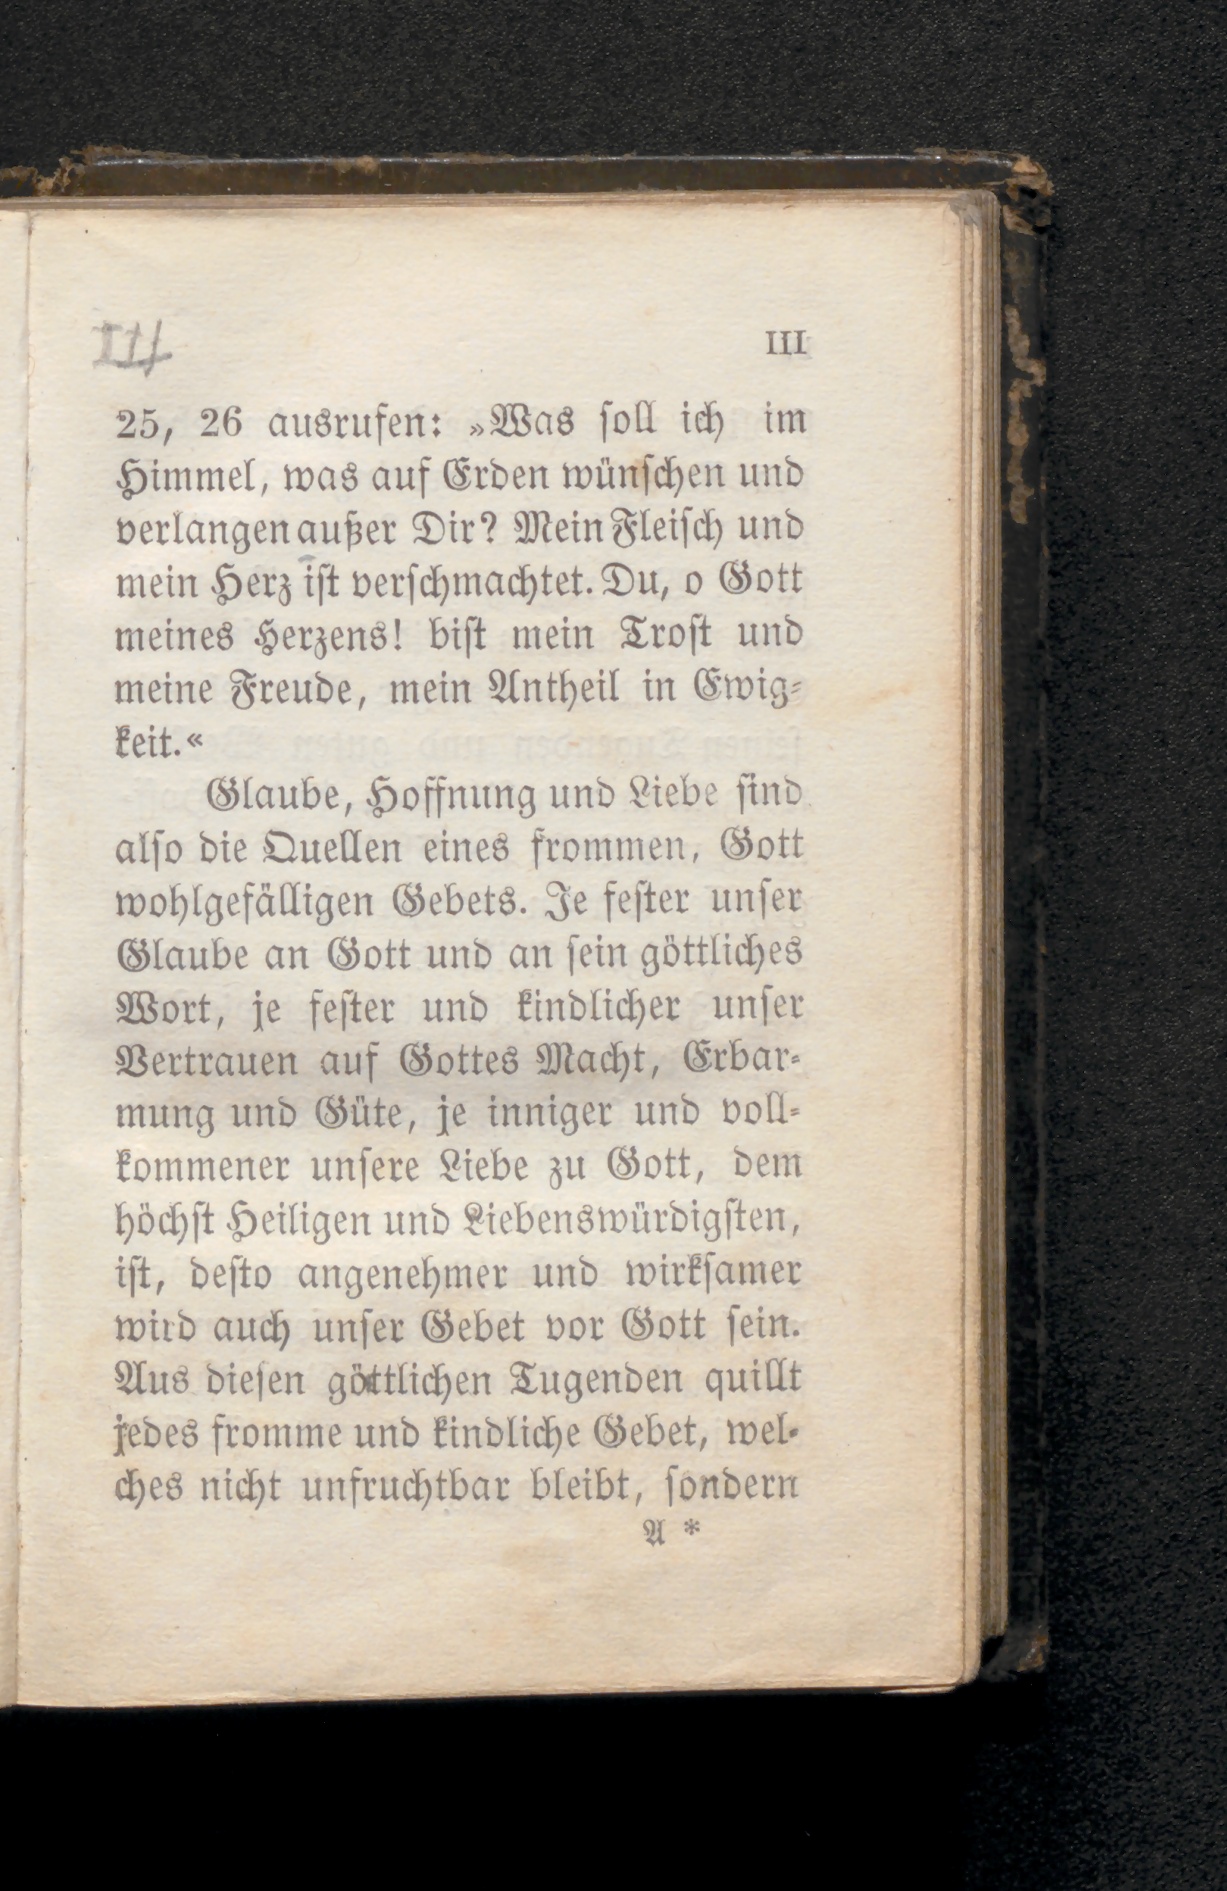 III III
25, 26 ausrufen: »Was soll ich im
Himmel, was auf Erden wünschen und
verlangen außer Dir? Mein Fleisch und
mein Herz ist verschmachtet. Du, o Gott
meines Herzens! bist mein Trost und
meine Freude, mein Antheil in Ewig-
keit.«
Glaube, Hoffnung und Liebe sind
also die Quellen eines frommen, Gott
wohlgefälligen Gebets. Je fester unser
Glaube an Gott und an sein göttliches
Wort, je fester und kindlicher unser
Vertrauen auf Gottes Macht, Erbar-
mung und Güte, je inniger und voll-
kommener unsere Liebe zu Gott, dem
höchst Heiligen und Liebenswürdigsten,
ist, desto angenehmer und wirksamer
wird auch unser Gebet vor Gott sein.
Aus diesen göttlichen Tugenden quillt
jedes fromme und kindliche Gebet, wel-
ches nicht unfruchtbar bleibt, sondern
A *